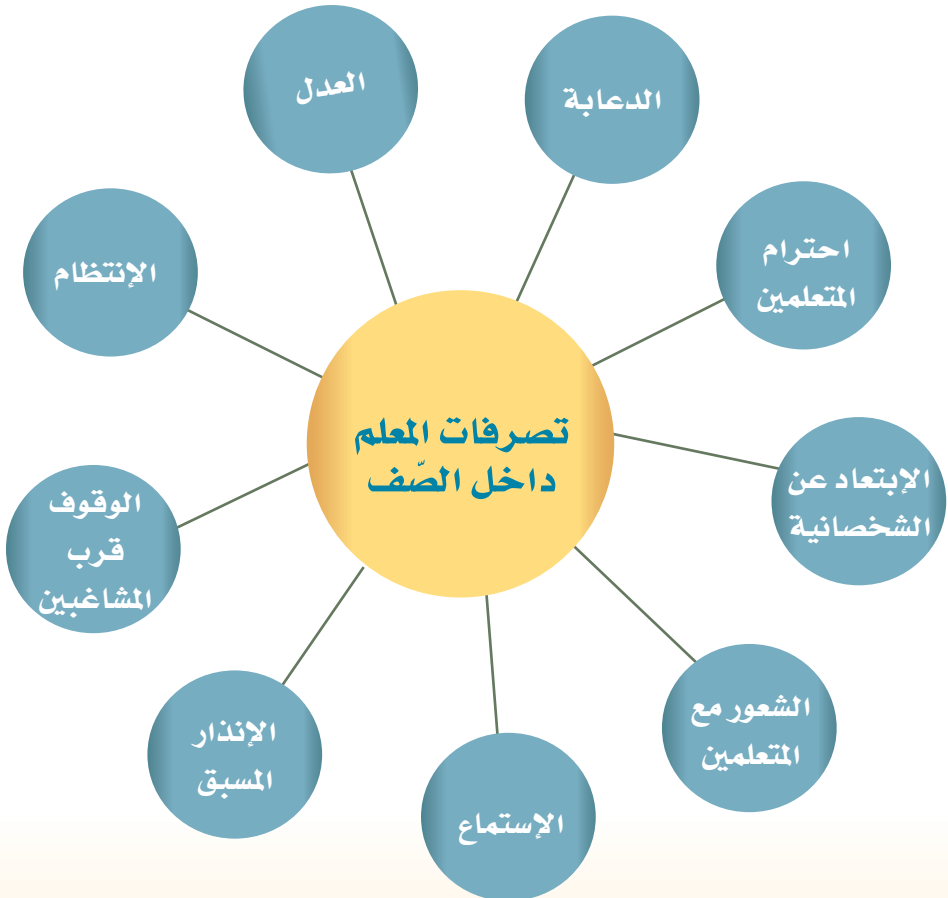 تصرفات المعلم
داخل الصّف
الدعابة
احترام
المتعلمين
الإبتعاد عن
الشخصانية
الشعور مع
المتعلمين
الإستماع
الإنذار
المسبق
الوقوف
قرب
المشاغبين
الإنتظام
العدل